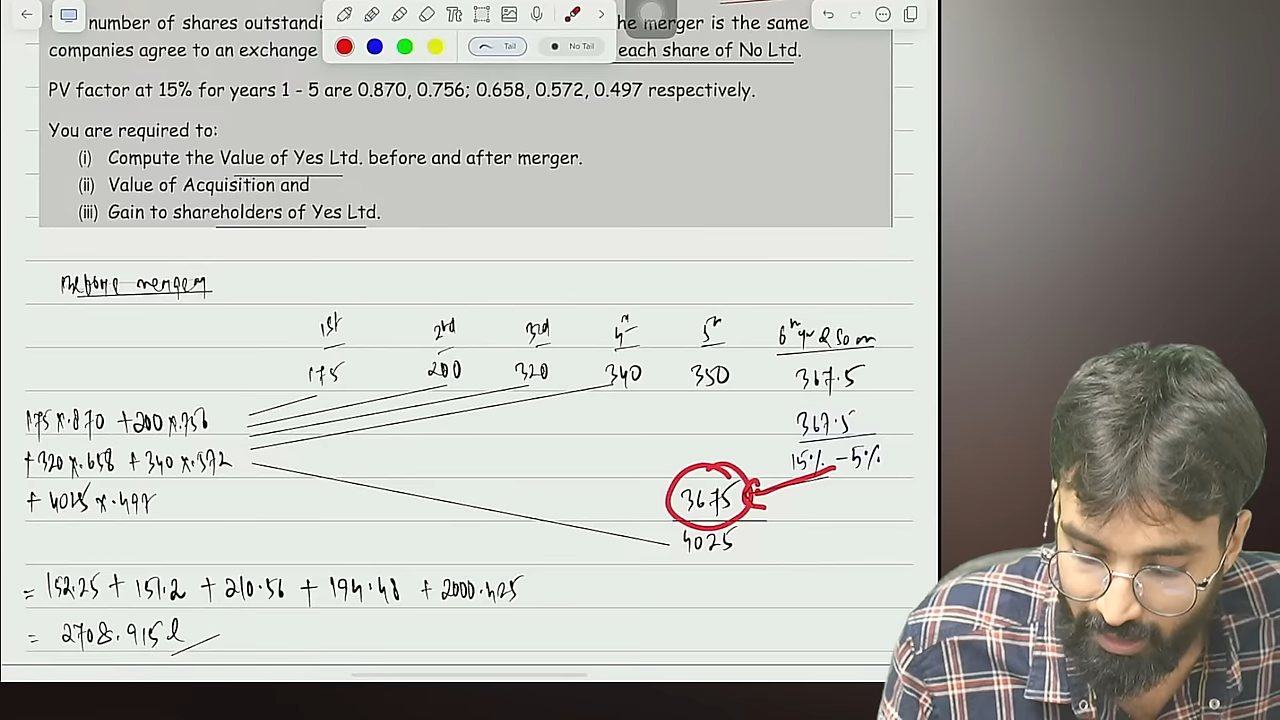 number of shares outstandi he merger is the same
companies agree to an exchange each share of No Ltd.
Tail No Tail
PV factor at 15% for years 1 - 5 are 0.870, 0.756; 0.658, 0.572, 0.497 respectively.
You are required to:
(i) Compute the Value of Yes Ltd. before and after merger.
(ii) Value of Acquisition and
(iii) Gain to shareholders of Yes Ltd.
Before merger
1st 2nd 3rd 4th 5th 6th yr & so on
175 200 320 340 350 367.5
175 x .870 + 200 x .756 367.5
+ 320 x .658 + 340 x .572 15% - 5%
+ 4025 x .497 3675
4025
= 152.25 + 151.2 + 210.56 + 194.48 + 2000.425
= 2708.915 l